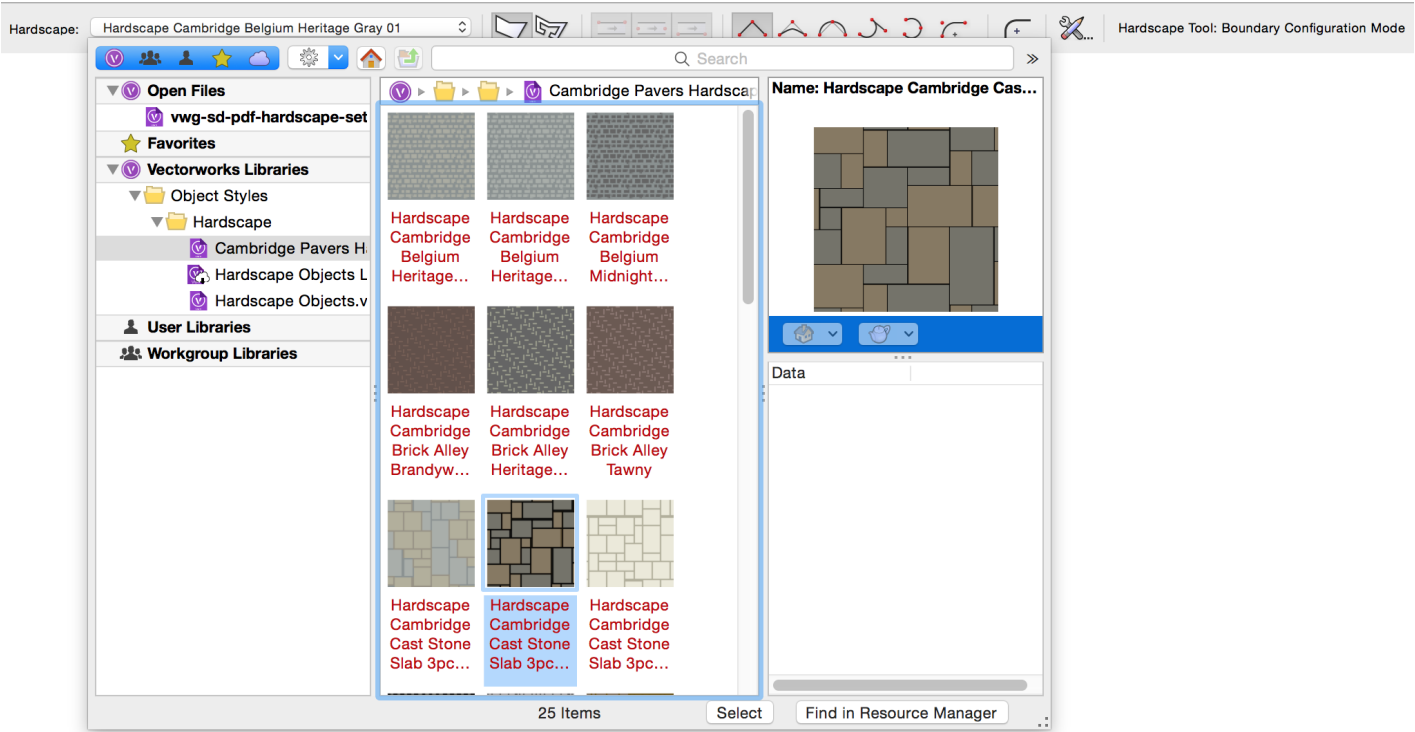 Hardscape: Hardscape Cambridge Belgium Heritage Gray 01 Hardscape Tool: Boundary Configuration Mode
Search
Open Files
vwg-sd-pdf-hardscape-set
Favorites
Vectorworks Libraries
Object Styles
Hardscape
Cambridge Pavers H
Hardscape Objects L
Hardscape Objects.v
User Libraries
Workgroup Libraries
Cambridge Pavers Hardscap
Hardscape Cambridge Belgium Heritage...
Hardscape Cambridge Belgium Heritage...
Hardscape Cambridge Belgium Midnight...
Hardscape Cambridge Brick Alley Brandyw...
Hardscape Cambridge Brick Alley Heritage...
Hardscape Cambridge Brick Alley Tawny
Hardscape Cambridge Cast Stone Slab 3pc...
Hardscape Cambridge Cast Stone Slab 3pc...
Hardscape Cambridge Cast Stone Slab 3pc...
Name: Hardscape Cambridge Cas...
Data
25 Items
Select
Find in Resource Manager